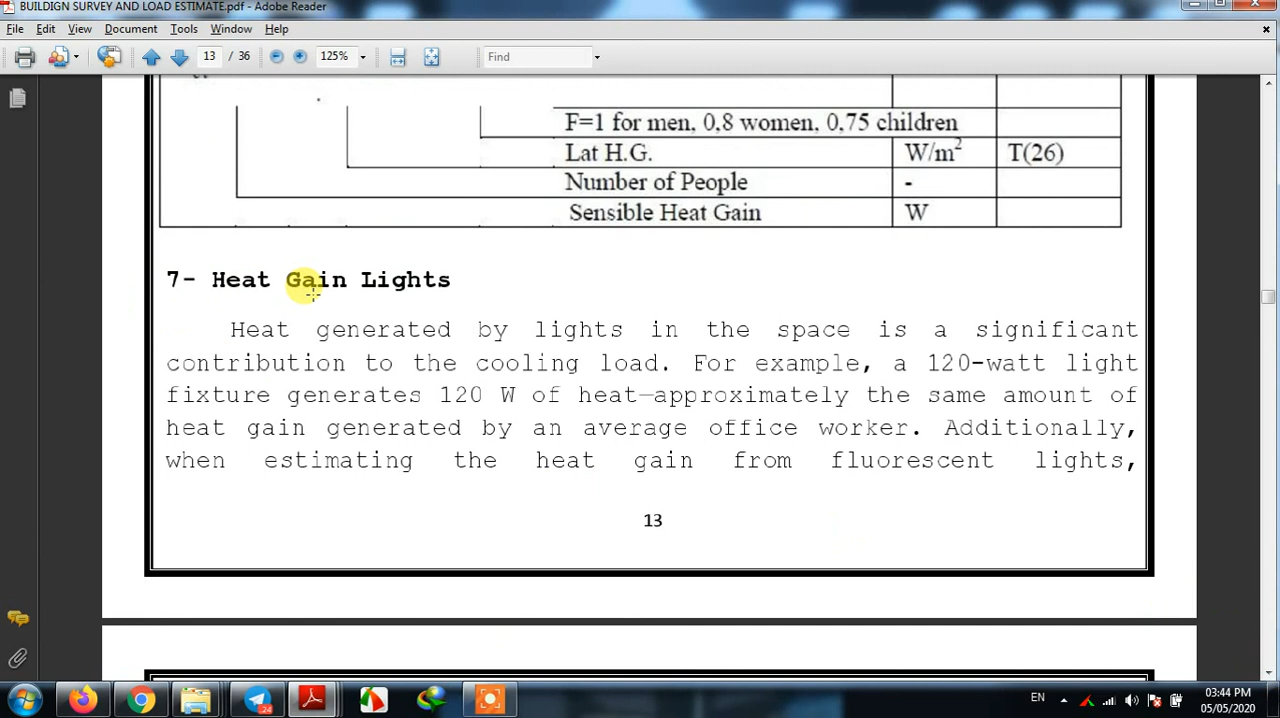 BUILDIGN SURVEY AND LOAD ESTIMATE.pdf - Adobe Reader
File Edit View Document Tools Window Help
13 / 36 125% Find
F=1 for men, 0,8 women, 0,75 children
Lat H.G. W/m² T(26)
Number of People -
Sensible Heat Gain W
7- Heat Gain Lights
Heat generated by lights in the space is a significant
contribution to the cooling load. For example, a 120-watt light
fixture generates 120 W of heat—approximately the same amount of
heat gain generated by an average office worker. Additionally,
when estimating the heat gain from fluorescent lights,
13
24
EN
03:44 PM
05/05/2020